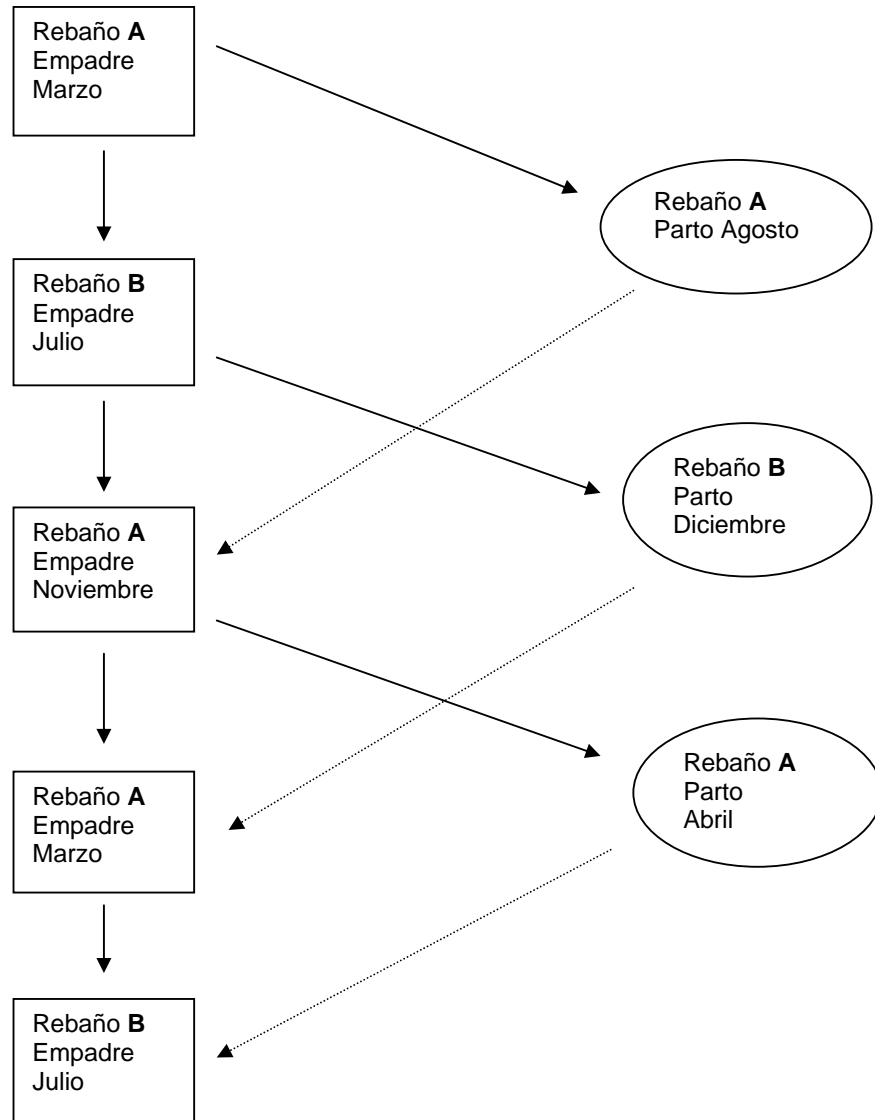 Rebaño A
Empadre
Marzo
Rebaño A
Parto Agosto
Rebaño B
Empadre
Julio
Rebaño B
Parto
Diciembre
Rebaño A
Empadre
Noviembre
Rebaño A
Parto
Abril
Rebaño A
Empadre
Marzo
Rebaño B
Empadre
Julio